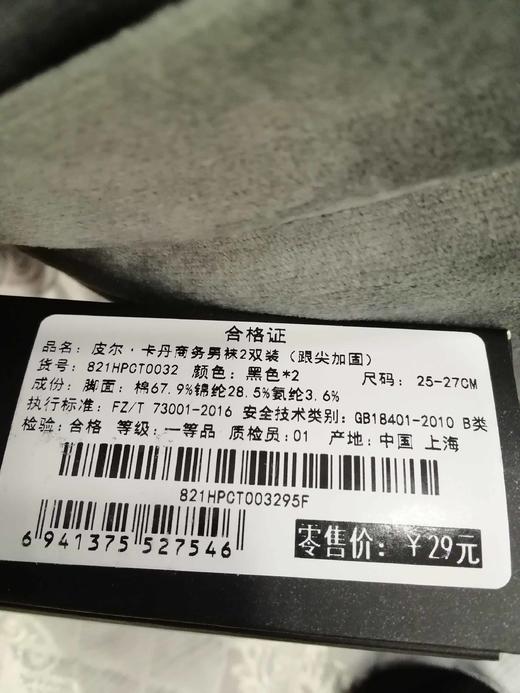 合格证
品名: 皮尔·卡丹商务男袜2双装(跟尖加固)
货号: 821HPCT0032 颜色: 黑色*2 尺码: 25-27CM
成份: 脚面: 棉67.9%锦纶28.5%氨纶3.6%
执行标准: FZ/T 73001-2016 安全技术类别: GB18401-2010 B类
检验: 合格 等级: 一等品 质检员: 01 产地: 中国 上海
821HPCT003295F
6 941375 527546
零售价: ¥29元